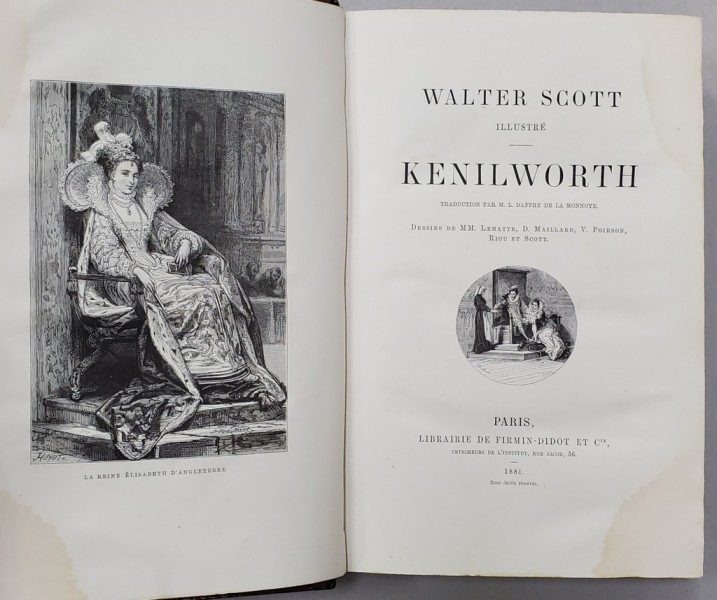 HUYOT.
LA REINE ÉLISABETH D'ANGLETERRE
WALTER SCOTT
ILLUSTRÉ
KENILWORTH
TRADUCTION PAR M. L. DAFFRY DE LA MONNOYE.
DESSINS DE MM. LEMATTE, D. MAILLARD, V. POIRSON,
RIOU ET SCOTT.
PARIS,
LIBRAIRIE DE FIRMIN-DIDOT ET Cie,
IMPRIMEURS DE L'INSTITUT, RUE JACOB, 56.
1881.
Tous droits réservés.